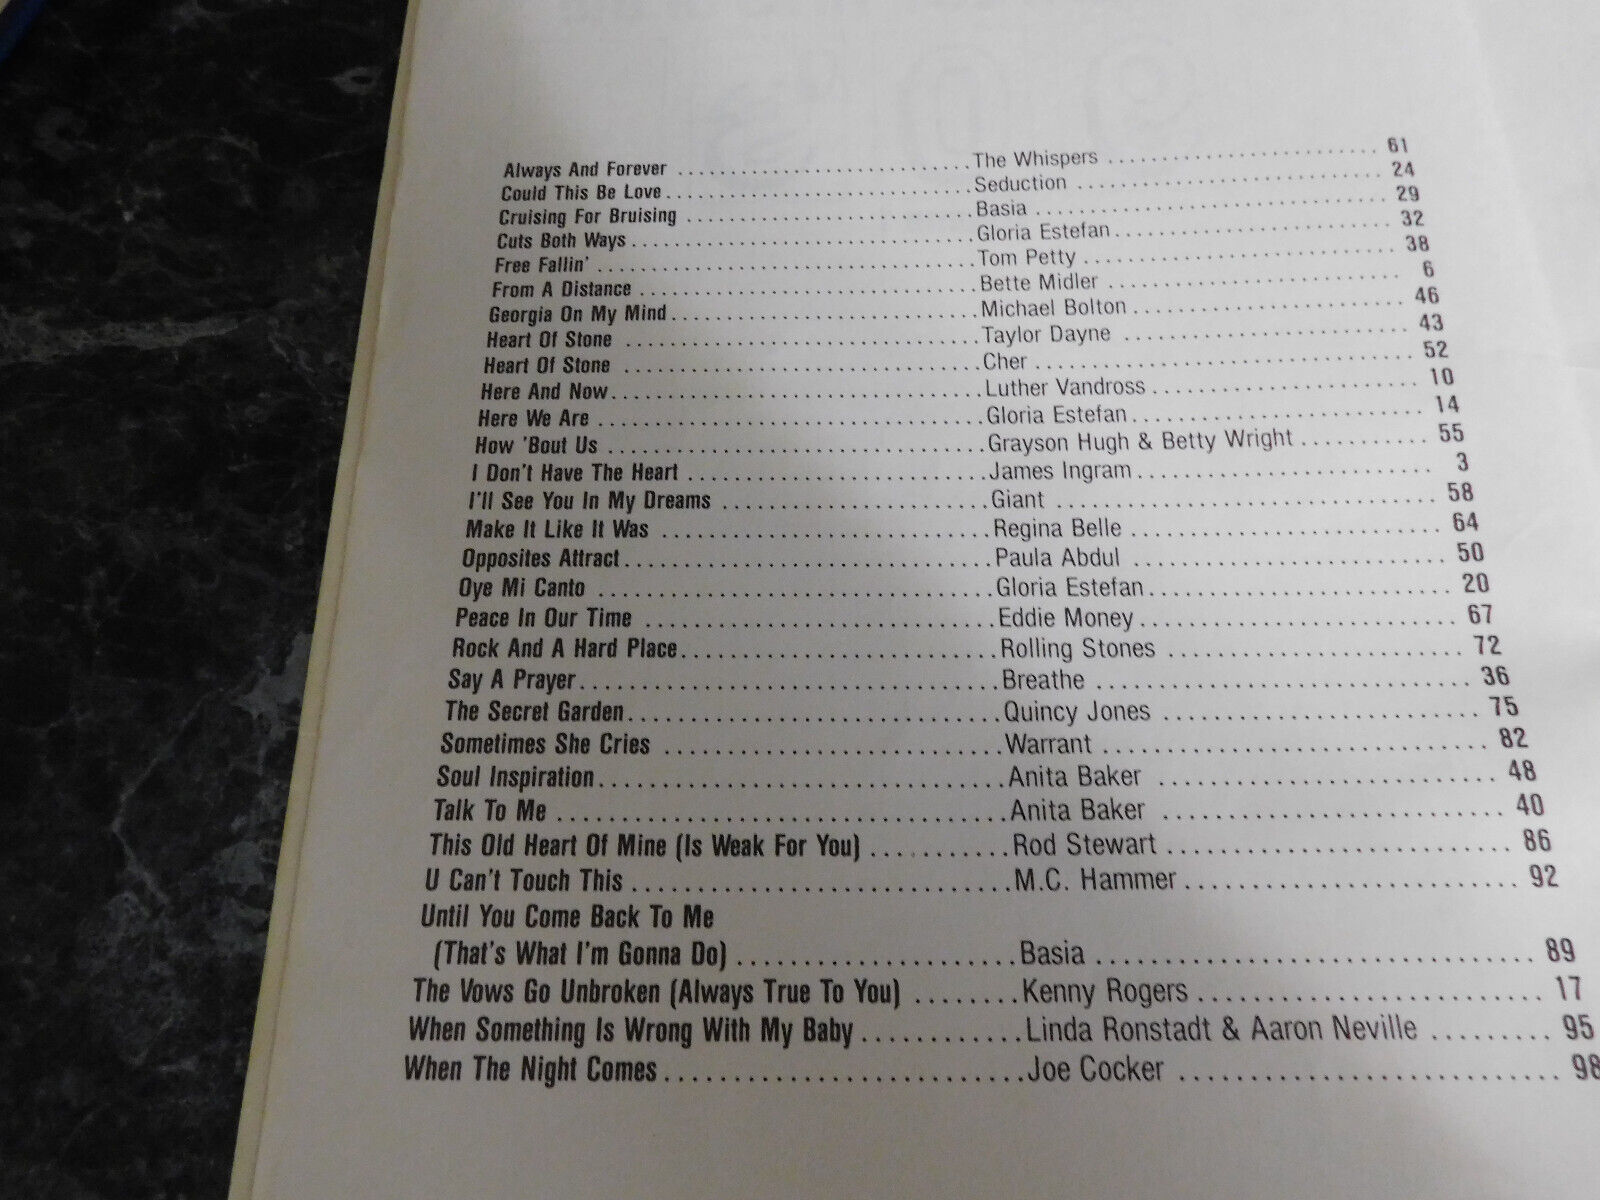 Always And Forever ........................ The Whispers ........................ 61
Could This Be Love ........................ Seduction ........................ 24
Cruising For Bruising ........................ Basia ........................ 29
Cuts Both Ways ........................ Gloria Estefan ........................ 32
Free Fallin' ........................ Tom Petty ........................ 38
From A Distance ........................ Bette Midler ........................ 6
Georgia On My Mind ........................ Michael Bolton ........................ 46
Heart Of Stone ........................ Taylor Dayne ........................ 43
Heart Of Stone ........................ Cher ........................ 52
Here And Now ........................ Luther Vandross ........................ 10
Here We Are ........................ Gloria Estefan ........................ 14
How 'Bout Us ........................ Grayson Hugh & Betty Wright ........... 55
I Don't Have The Heart ........................ James Ingram ........................ 3
I'll See You In My Dreams ........................ Giant ........................ 58
Make It Like It Was ........................ Regina Belle ........................ 64
Opposites Attract ........................ Paula Abdul ........................ 50
Oye Mi Canto ........................ Gloria Estefan ........................ 20
Peace In Our Time ........................ Eddie Money ........................ 67
Rock And A Hard Place ........................ Rolling Stones ........................ 72
Say A Prayer ........................ Breathe ........................ 36
The Secret Garden ........................ Quincy Jones ........................ 75
Sometimes She Cries ........................ Warrant ........................ 82
Soul Inspiration ........................ Anita Baker ........................ 48
Talk To Me ........................ Anita Baker ........................ 40
This Old Heart Of Mine (Is Weak For You) .......... Rod Stewart ........................ 86
U Can't Touch This ........................ M.C. Hammer ........................ 92
Until You Come Back To Me
(That's What I'm Gonna Do) .................... Basia ........................ 89
The Vows Go Unbroken (Always True To You) ........ Kenny Rogers ........................ 17
When Something Is Wrong With My Baby ............ Linda Ronstadt & Aaron Neville ......... 95
When The Night Comes ........................ Joe Cocker ........................ 98